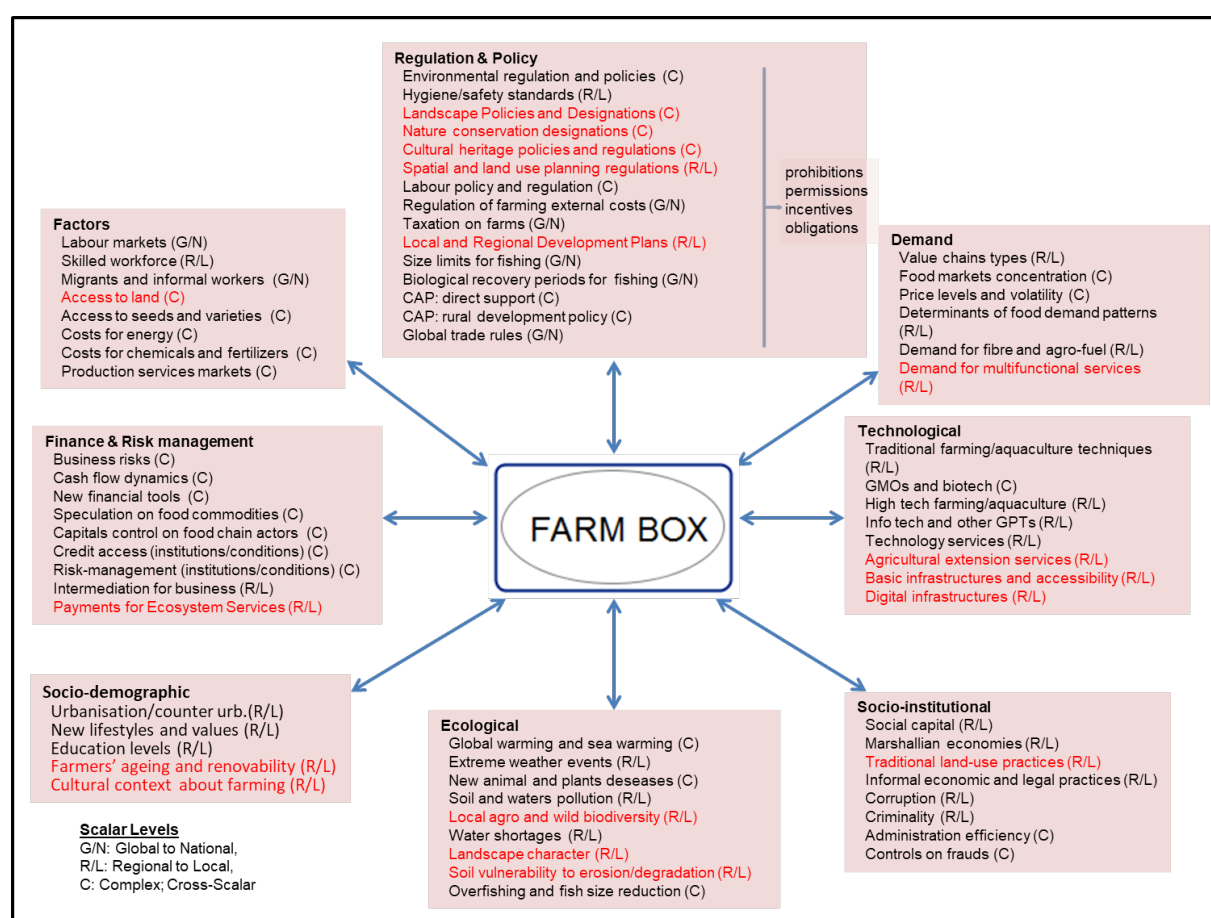 Regulation & Policy
Environmental regulation and policies (C)
Hygiene/safety standards (R/L)
Landscape Policies and Designations (C)
Nature conservation designations (C)
Cultural heritage policies and regulations (C)
Spatial and land use planning regulations (R/L)
Labour policy and regulation (C)
Regulation of farming external costs (G/N)
Taxation on farms (G/N)
Local and Regional Development Plans (R/L)
Size limits for fishing (G/N)
Biological recovery periods for fishing (G/N)
CAP: direct support (C)
CAP: rural development policy (C)
Global trade rules (G/N)
prohibitions
permissions
incentives
obligations
Factors
Labour markets (G/N)
Skilled workforce (R/L)
Migrants and informal workers (G/N)
Access to land (C)
Access to seeds and varieties (C)
Costs for energy (C)
Costs for chemicals and fertilizers (C)
Production services markets (C)
Demand
Value chains types (R/L)
Food markets concentration (C)
Price levels and volatility (C)
Determinants of food demand patterns
(R/L)
Demand for fibre and agro-fuel (R/L)
Demand for multifunctional services
(R/L)
Finance & Risk management
Business risks (C)
Cash flow dynamics (C)
New financial tools (C)
Speculation on food commodities (C)
Capitals control on food chain actors (C)
Credit access (institutions/conditions) (C)
Risk-management (institutions/conditions) (C)
Intermediation for business (R/L)
Payments for Ecosystem Services (R/L)
FARM BOX
Technological
Traditional farming/aquaculture techniques
(R/L)
GMOs and biotech (C)
High tech farming/aquaculture (R/L)
Info tech and other GPTs (R/L)
Technology services (R/L)
Agricultural extension services (R/L)
Basic infrastructures and accessibility (R/L)
Digital infrastructures (R/L)
Socio-demographic
Urbanisation/counter urb.(R/L)
New lifestyles and values (R/L)
Education levels (R/L)
Farmers' ageing and renovability (R/L)
Cultural context about farming (R/L)
Ecological
Global warming and sea warming (C)
Extreme weather events (R/L)
New animal and plants deseases (C)
Soil and waters pollution (R/L)
Local agro and wild biodiversity (R/L)
Water shortages (R/L)
Landscape character (R/L)
Soil vulnerability to erosion/degradation (R/L)
Overfishing and fish size reduction (C)
Socio-institutional
Social capital (R/L)
Marshallian economies (R/L)
Traditional land-use practices (R/L)
Informal economic and legal practices (R/L)
Corruption (R/L)
Criminality (R/L)
Administration efficiency (C)
Controls on frauds (C)
Scalar Levels
G/N: Global to National,
R/L: Regional to Local,
C: Complex; Cross-Scalar